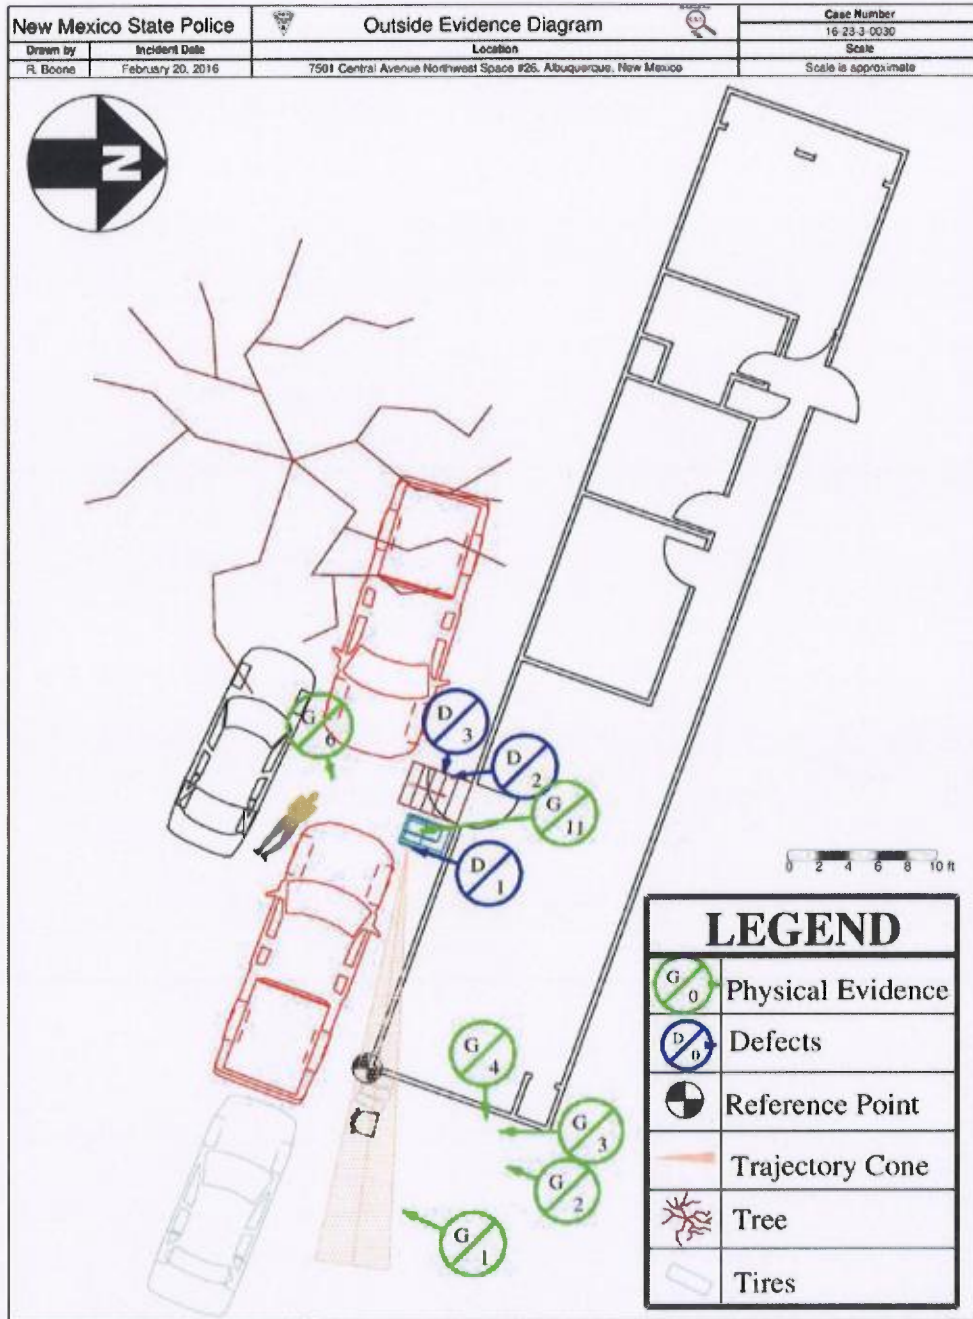 New Mexico State Police
Outside Evidence Diagram
Case Number
16-23-3-0030
Drawn by
Incident Date
Location
Scale
R. Boone
February 20, 2016
7501 Central Avenue Northwest Space #26, Albuquerque, New Mexico
Scale is approximate
N
G
6
D
3
D
2
G
11
D
1
0 2 4 6 8 10 ft
G
4
G
3
G
2
G
1
LEGEND
G
0
Physical Evidence
D
0
Defects
Reference Point
Trajectory Cone
Tree
Tires